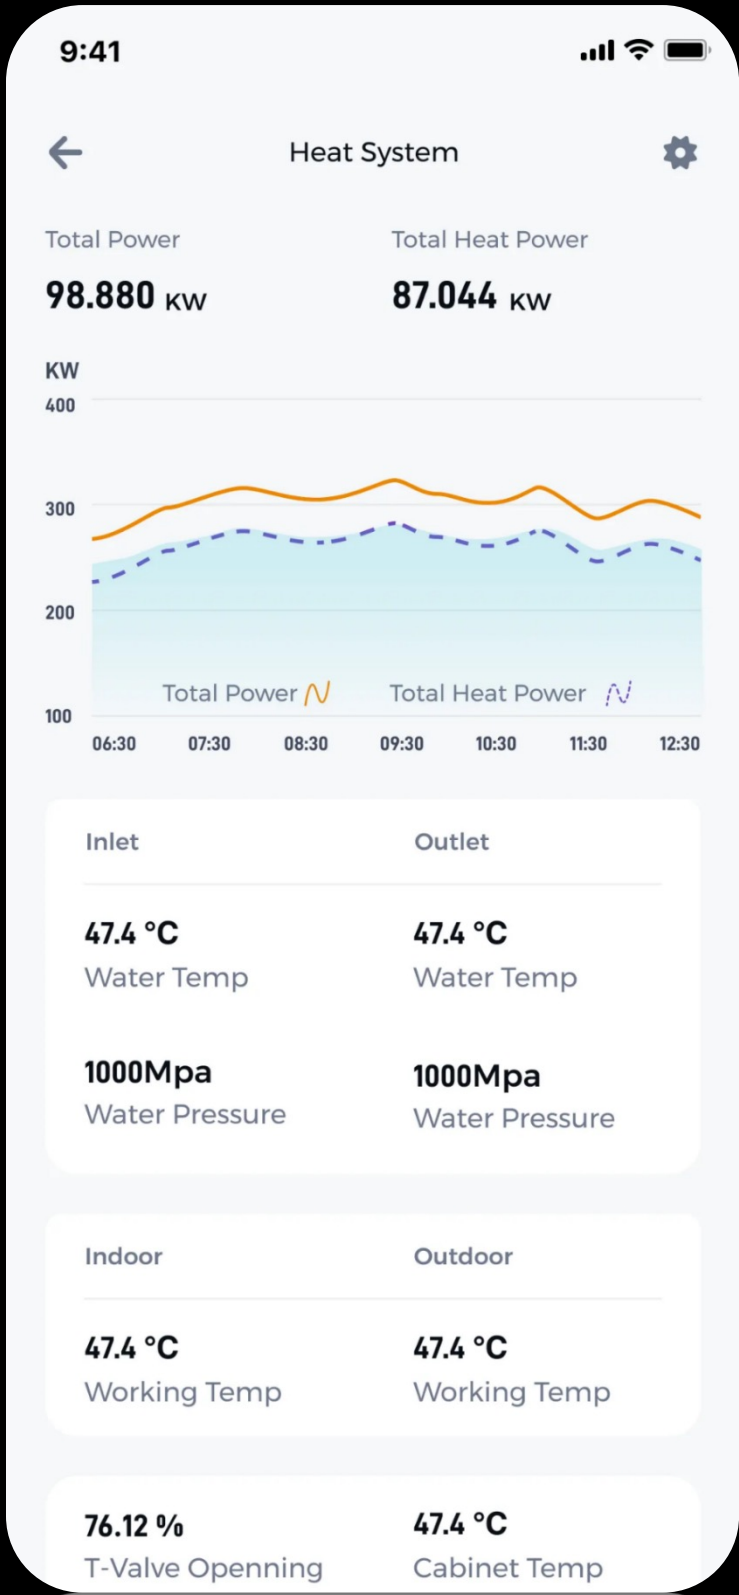 9:41
Heat System
Total Power
Total Heat Power
98.880 KW
87.044 KW
KW
400
300
200
100
Total Power
Total Heat Power
06:30 07:30 08:30 09:30 10:30 11:30 12:30
Inlet
Outlet
47.4 °C
47.4 °C
Water Temp
Water Temp
1000Mpa
1000Mpa
Water Pressure
Water Pressure
Indoor
Outdoor
47.4 °C
47.4 °C
Working Temp
Working Temp
76.12 %
47.4 °C
T-Valve Openning
Cabinet Temp